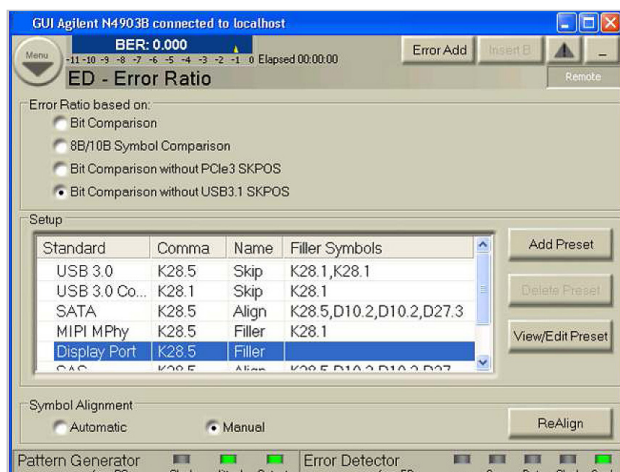 GUI Agilent N4903B connected to localhost
Menu
BER: 0.000
-11 -10 -9 -8 -7 -6 -5 -4 -3 -2 -1 0 Elapsed 00:00:00
Error Add
Insert B
ED - Error Ratio
Remote
Error Ratio based on:
Bit Comparison
8B/10B Symbol Comparison
Bit Comparison without PCIe3 SKPOS
Bit Comparison without USB3.1 SKPOS
Setup
Standard Comma Name Filler Symbols
USB 3.0 K28.5 Skip K28.1,K28.1
USB 3.0 Co... K28.1 Skip K28.1
SATA K28.5 Align K28.5,D10.2,D10.2,D27.3
MIPI MPhy K28.5 Filler K28.1
Display Port K28.5 Filler
Add Preset
Delete Preset
View/Edit Preset
Symbol Alignment
Automatic
Manual
ReAlign
Pattern Generator
Error Detector